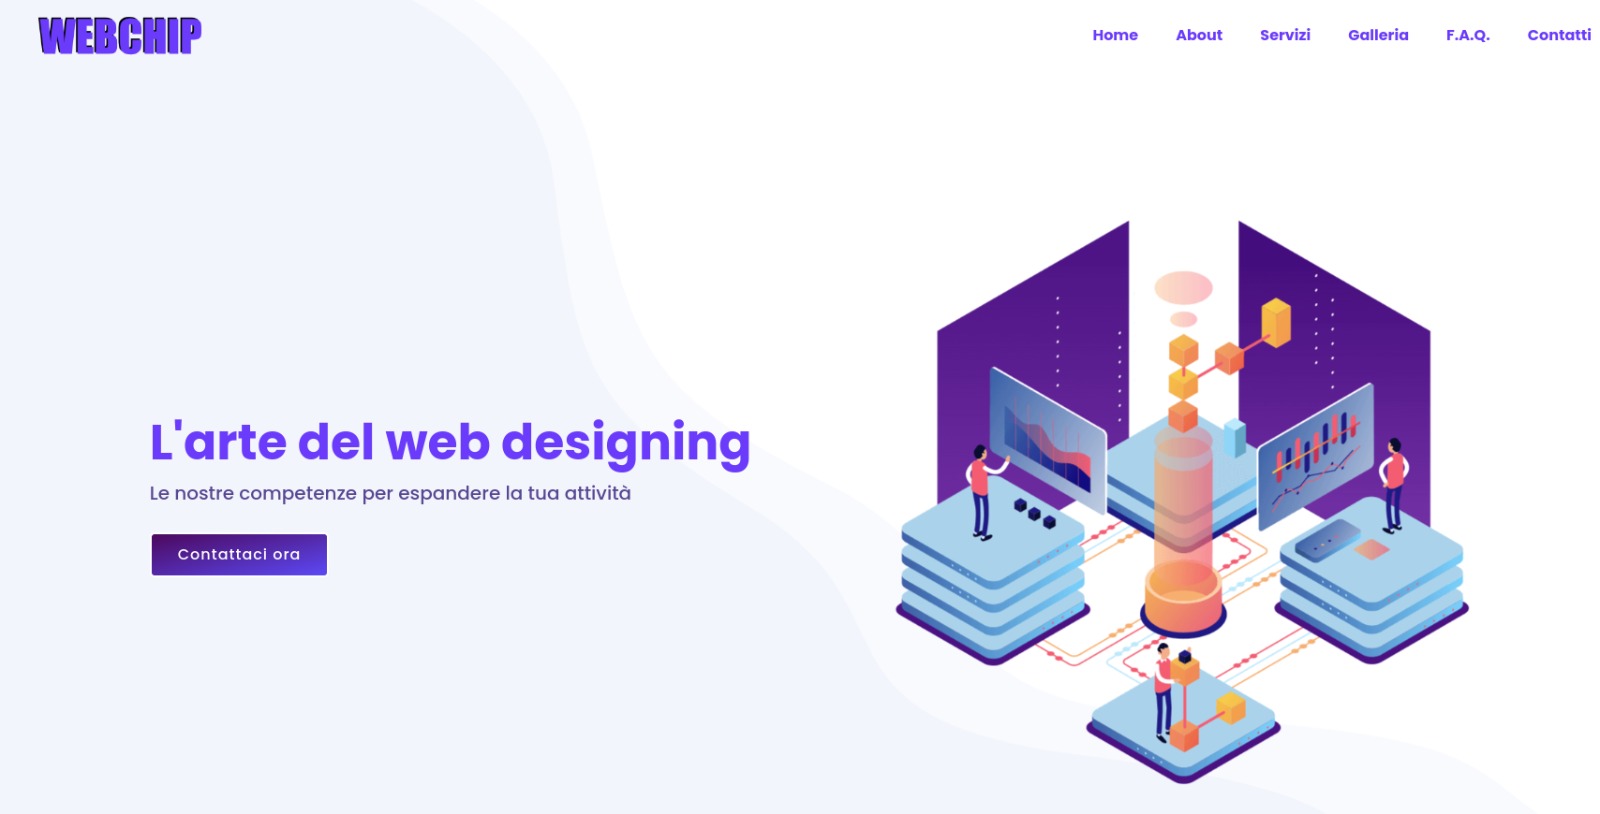 WEBCHIP
Home About Servizi Galleria F.A.Q. Contatti
L'arte del web designing
Le nostre competenze per espandere la tua attività
Contattaci ora